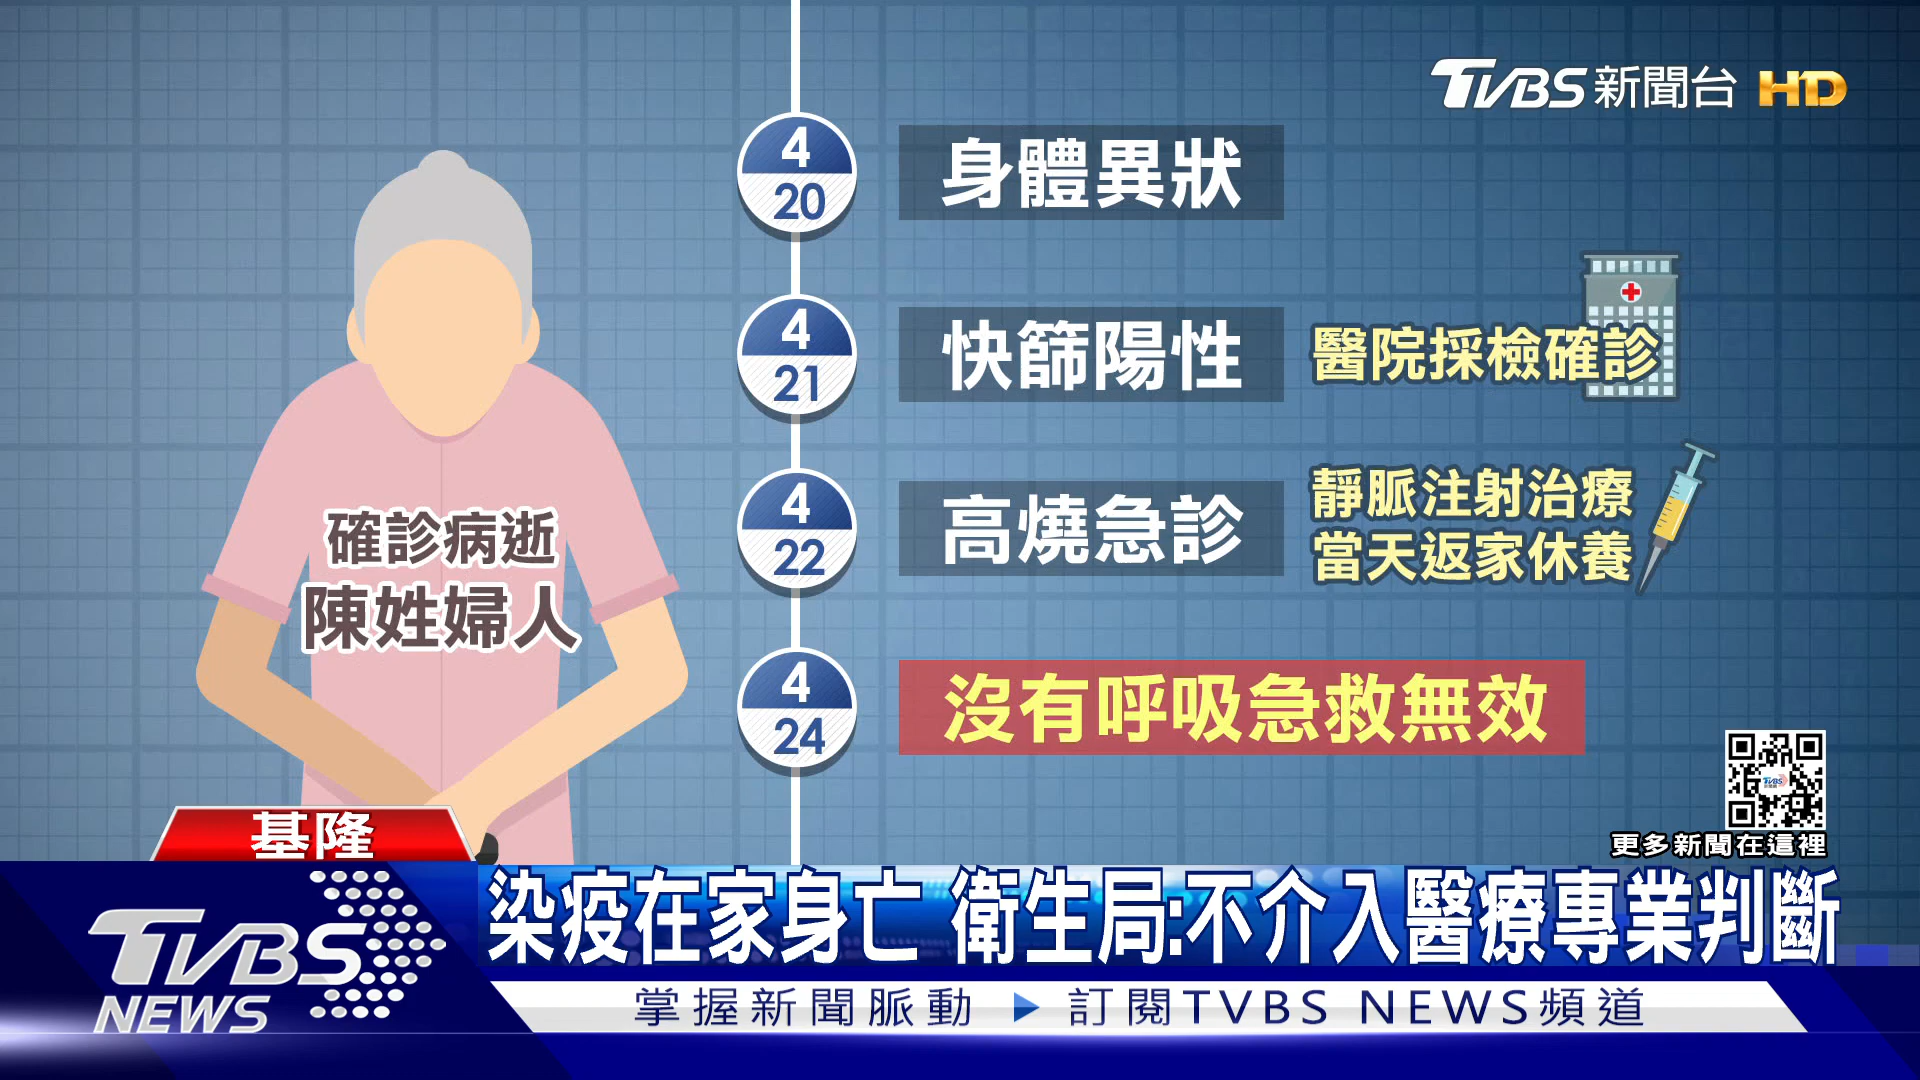 TVBS新聞台 HD
4
20
身體異狀
4
21
快篩陽性
醫院採檢確診
4
22
高燒急診
靜脈注射治療
當天返家休養
確診病逝
陳姓婦人
4
24
沒有呼吸急救無效
TVBS
更多新聞在這裡
基隆
染疫在家身亡 衛生局:不介入醫療專業判斷
TVBS
NEWS
掌握新聞脈動 ▶ 訂閱TVBS NEWS頻道